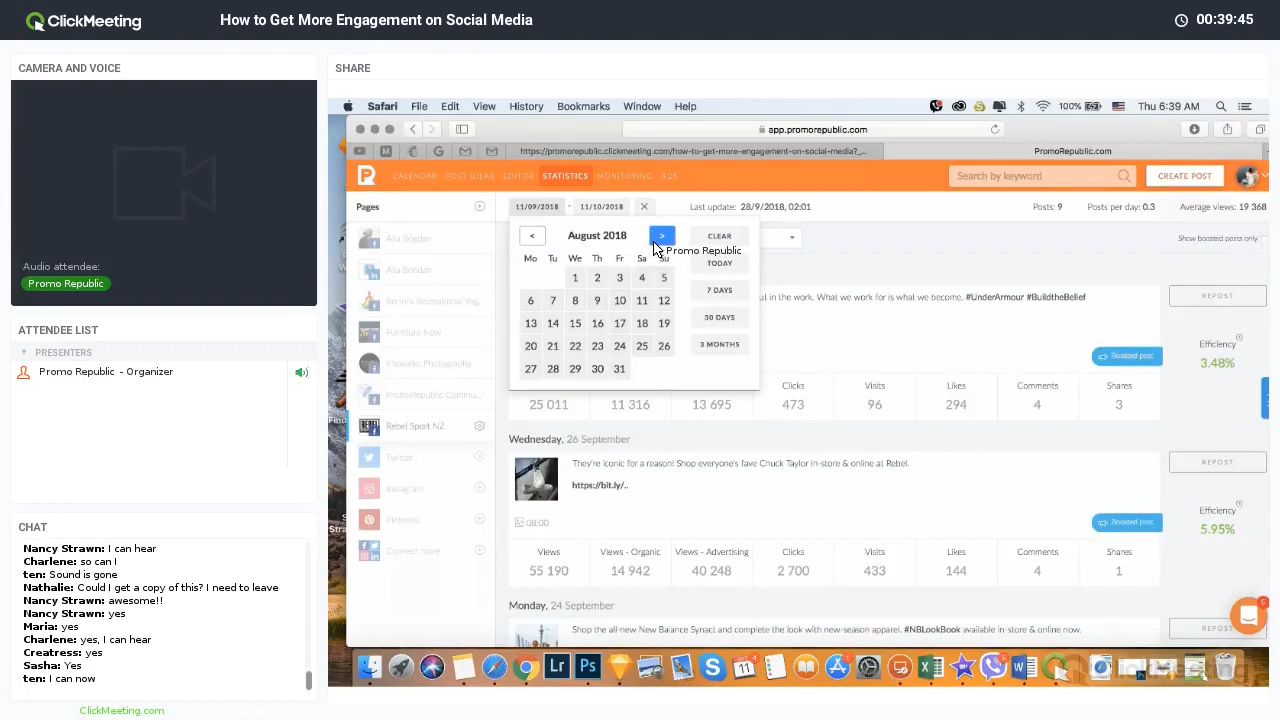 ClickMeeting
How to Get More Engagement on Social Media
00:39:45
CAMERA AND VOICE
Audio attendee:
Promo Republic
ATTENDEE LIST
PRESENTERS
Promo Republic - Organizer
CHAT
Nancy Strawn: I can hear
Charlene: so can I
ten: Sound is gone
Nathalie: Could I get a copy of this? I need to leave
Nancy Strawn: awesome!!
Nancy Strawn: yes
Maria: yes
Charlene: yes, I can hear
Creatress: yes
Sasha: Yes
ten: I can now
ClickMeeting.com
SHARE
Safari File Edit View History Bookmarks Window Help
100% Thu 6:39 AM
app.promorepublic.com
https://promorepublic.clickmeeting.com/how-to-get-more-engagement-on-social-media?_...
PromoRepublic.com
CALENDAR POST IDEAS EDITOR STATISTICS MONITORING ADS
Search by keyword
CREATE POST
Pages
Alla Bogdan
Alla Bohdan
Bonni's Recreational Yog...
Furniture Now
Khowaiko Photography
PromoRepublic Commu...
Rebel Sport NZ
Twitter
Instagram
Pinterest
Connect more
11/09/2018 - 11/10/2018
Last update: 28/9/2018, 02:01
Posts: 9 Posts per day: 0.3 Average views: 19 368
Show boosted posts only
< August 2018 >
Promo Republic
Mo Tu We Th Fr Sa Su
1 2 3 4 5
6 7 8 9 10 11 12
13 14 15 16 17 18 19
20 21 22 23 24 25 26
27 28 29 30 31
CLEAR
TODAY
7 DAYS
30 DAYS
3 MONTHS
ut in the work. What we work for is what we become. #UnderArmour #BuildtheBelief
REPOST
Boosted post
Efficiency
3.48%
Clicks Visits Likes Comments Shares
25 011 11 316 13 695 473 96 294 4 3
Wednesday, 26 September
They're iconic for a reason! Shop everyone's fave Chuck Taylor in-store & online at Rebel.
https://bit.ly/..
08:00
REPOST
Boosted post
Efficiency
5.95%
Views Views - Organic Views - Advertising Clicks Visits Likes Comments Shares
55 190 14 942 40 248 2 700 433 144 4 1
Monday, 24 September
Shop the all-new New Balance Synact and complete the look with new-season apparel. #NBLookBook available in-store & online now.
REPOST
6